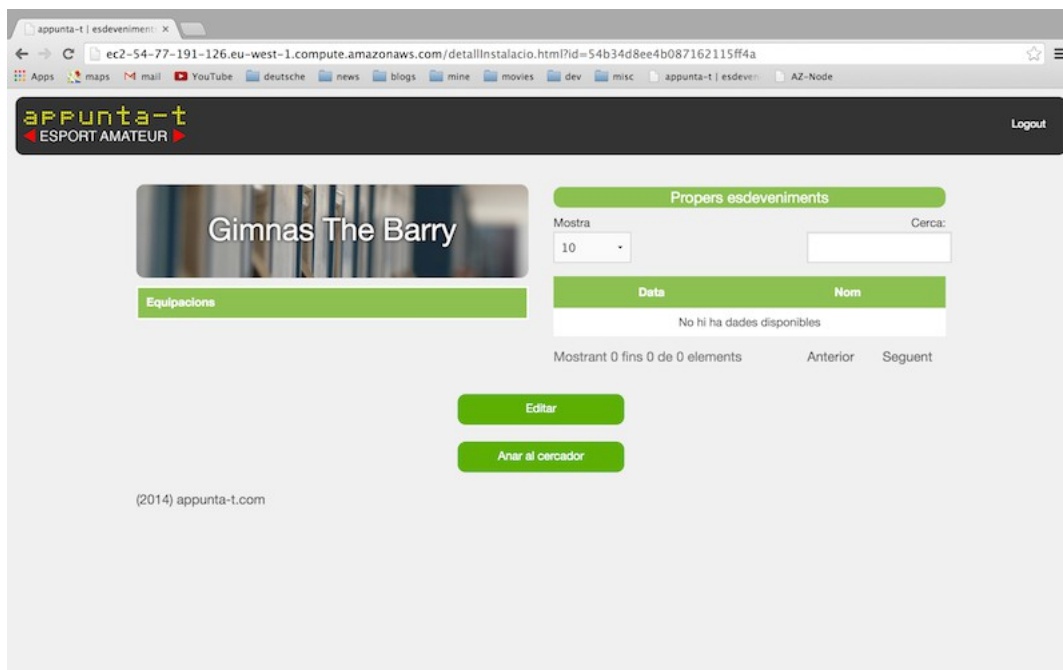 appunta-t | esdeveniments
ec2-54-77-191-126.eu-west-1.compute.amazonaws.com/detallInstalacio.html?id=54b34d8ee4b087162115ff4a
Apps maps mail YouTube deutsche news blogs mine movies dev misc appunta-t | esdeven AZ-Node
appunta-t
ESPORT AMATEUR
Logout
Gimnas The Barry
Equipacions
Propers esdeveniments
Mostra Cerca:
10
Data Nom
No hi ha dades disponibles
Mostrant 0 fins 0 de 0 elements Anterior Seguent
Editar
Anar al cercador
(2014) appunta-t.com